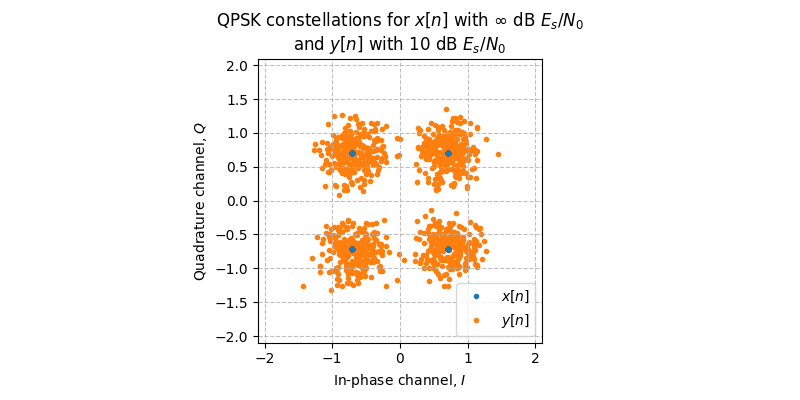 QPSK constellations for x[n] with ∞ dB E_s/N_0
and y[n] with 10 dB E_s/N_0
2.0
1.5
1.0
0.5
0.0
−0.5
−1.0
−1.5
−2.0
Quadrature channel, Q
x[n]
y[n]
−2
−1
0
1
2
In-phase channel, I